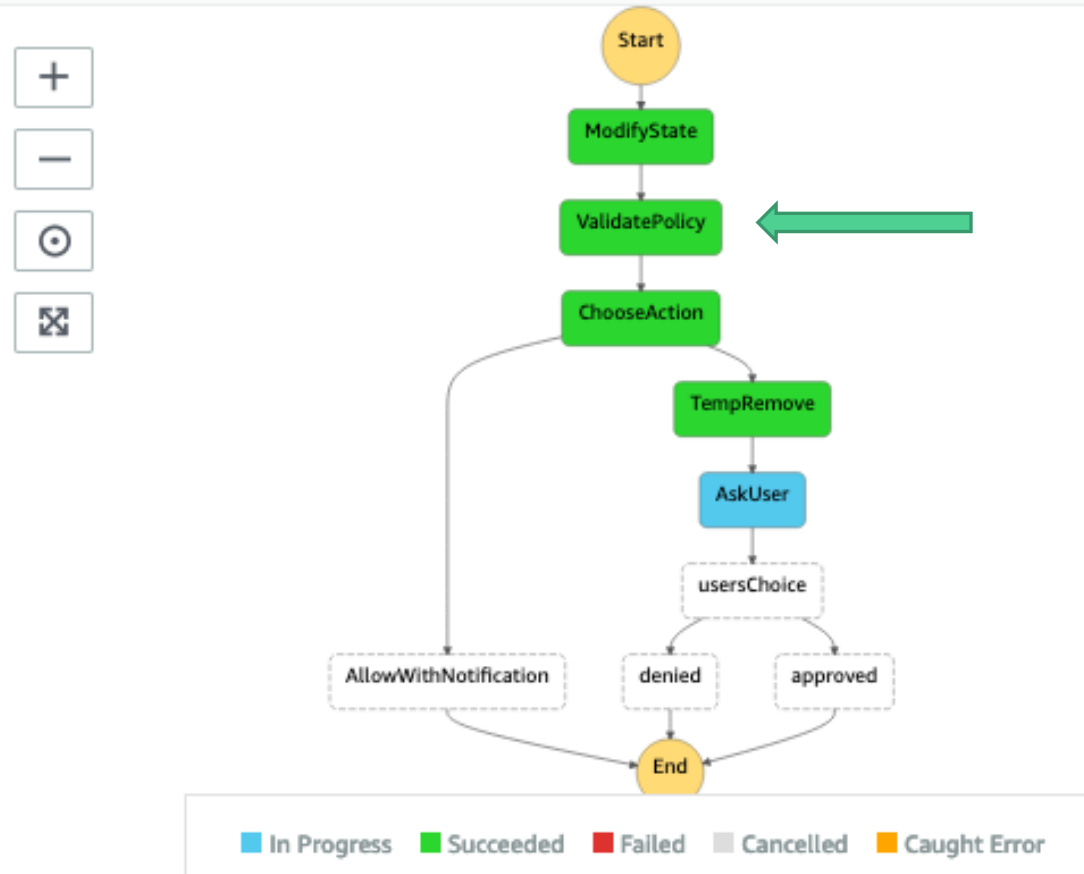 Start
ModifyState
ValidatePolicy
ChooseAction
TempRemove
AskUser
usersChoice
AllowWithNotification
denied
approved
End
In Progress
Succeeded
Failed
Cancelled
Caught Error